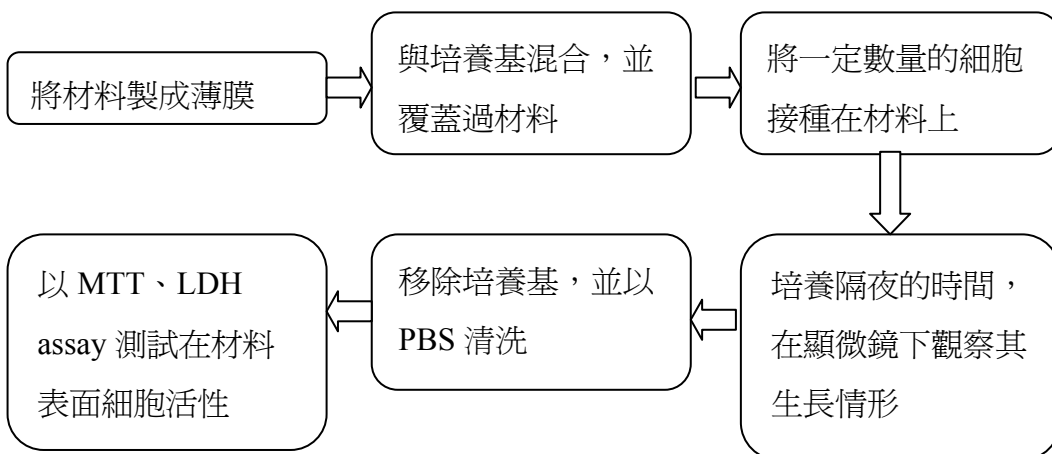 將材料製成薄膜
與培養基混合，並
覆蓋過材料
將一定數量的細胞
接種在材料上
培養隔夜的時間，
在顯微鏡下觀察其
生長情形
移除培養基，並以
PBS 清洗
以 MTT、LDH
assay 測試在材料
表面細胞活性